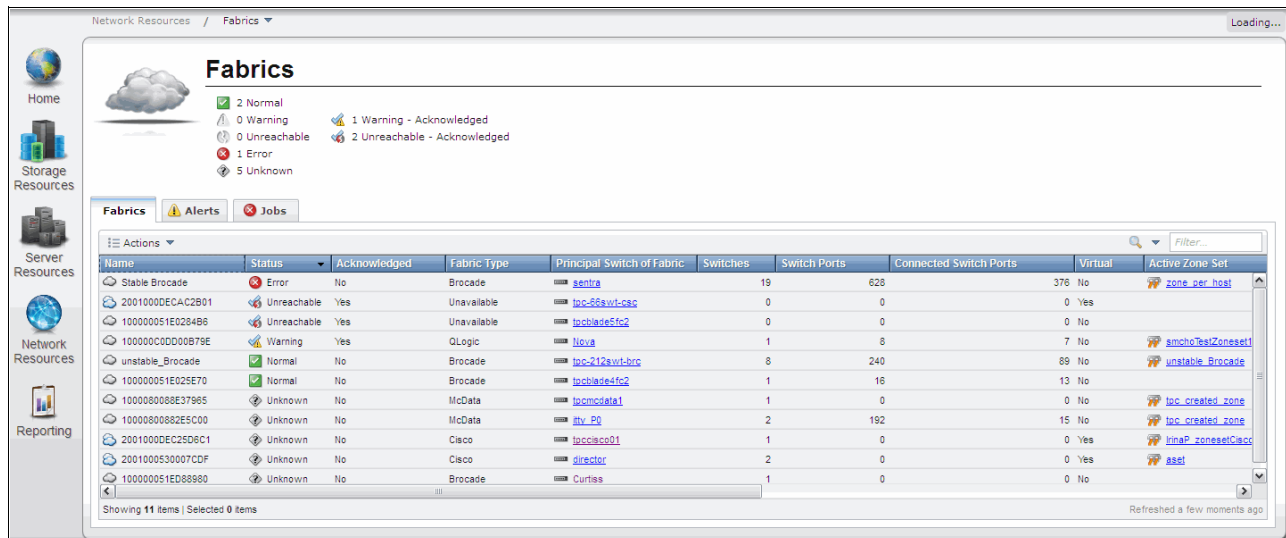 Network Resources / Fabrics
Loading...
Home
Storage Resources
Server Resources
Network Resources
Reporting
Fabrics
2 Normal
0 Warning 1 Warning - Acknowledged
0 Unreachable 2 Unreachable - Acknowledged
1 Error
5 Unknown
Fabrics Alerts Jobs
Actions Filter...
Name Status Acknowledged Fabric Type Principal Switch of Fabric Switches Switch Ports Connected Switch Ports Virtual Active Zone Set
Stable Brocade Error No Brocade sentra 19 628 376 No zone_per_host
2001000DECAC2B01 Unreachable Yes Unavailable tpc-66swt-csc 0 0 0 Yes
100000051E0284B6 Unreachable Yes Unavailable tpcblade5fc2 0 0 0 No
100000C0DD00B79E Warning Yes QLogic Nova 1 8 7 No smchoTestZoneset1
unstable_Brocade Normal No Brocade tpc-212swt-brc 8 240 89 No unstable_Brocade
100000051E025E70 Normal No Brocade tpcblade4fc2 1 16 13 No
1000080088E37965 Unknown No McData tpcmcdata1 1 0 0 No tpc_created_zone
10000800882E5C00 Unknown No McData ittv_P0 2 192 15 No tpc_created_zone
2001000DEC25D6C1 Unknown No Cisco tpccisco01 1 0 0 Yes IrinaP_zonesetCisco
2001000530007CDF Unknown No Cisco director 2 0 0 Yes aset
100000051ED88980 Unknown No Brocade Curtiss 1 0 0 No
Showing 11 items | Selected 0 items Refreshed a few moments ago